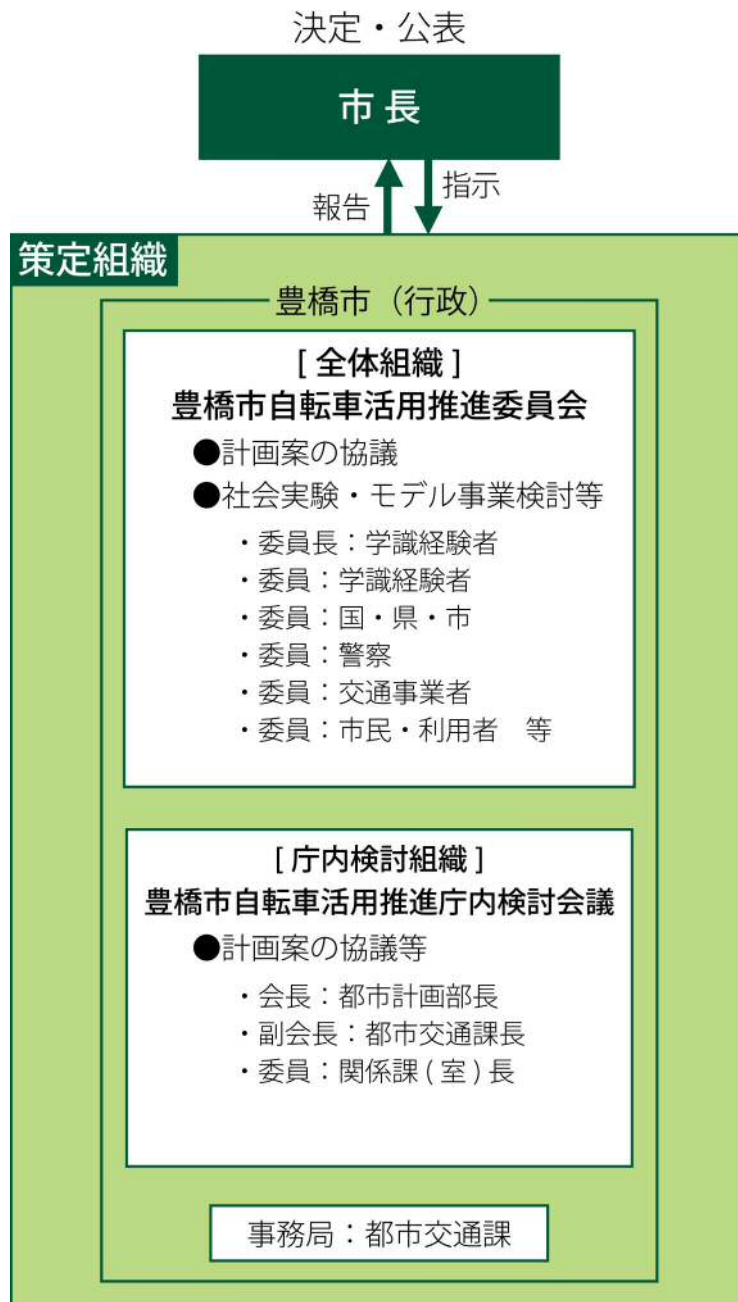 決定・公表
市長
報告
指示
策定組織
豊橋市（行政）
[ 全体組織 ]
豊橋市自転車活用推進委員会
●計画案の協議
●社会実験・モデル事業検討等
・委員長：学識経験者
・委員：学識経験者
・委員：国・県・市
・委員：警察
・委員：交通事業者
・委員：市民・利用者　等
[ 庁内検討組織 ]
豊橋市自転車活用推進庁内検討会議
●計画案の協議等
・会長：都市計画部長
・副会長：都市交通課長
・委員：関係課 ( 室 ) 長
事務局：都市交通課